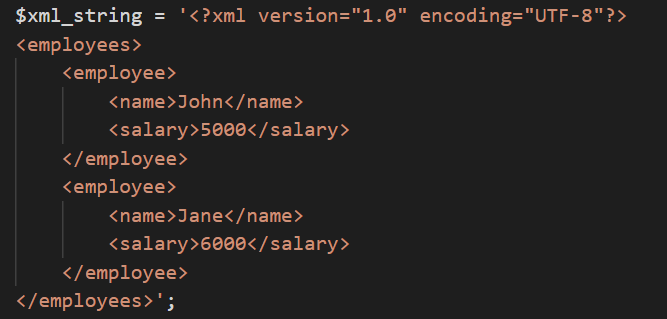 $xml_string = '<?xml version="1.0" encoding="UTF-8"?>
<employees>
    <employee>
        <name>John</name>
        <salary>5000</salary>
    </employee>
    <employee>
        <name>Jane</name>
        <salary>6000</salary>
    </employee>
</employees>';